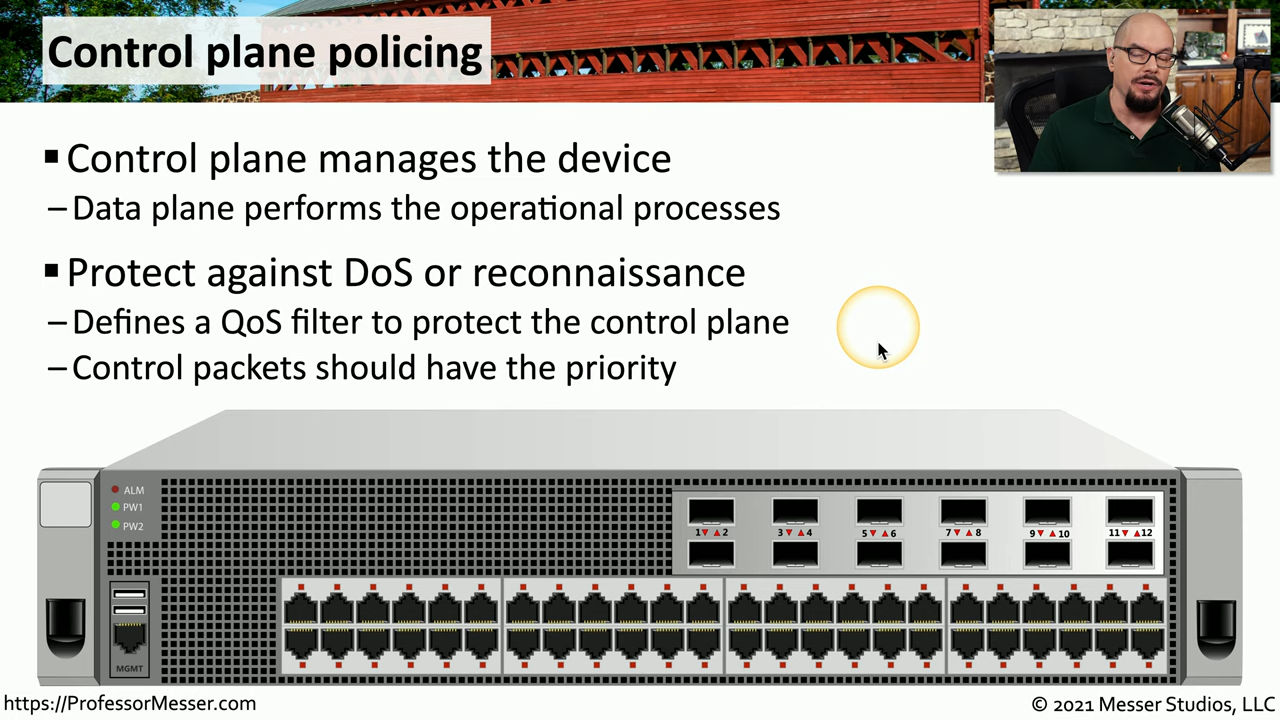 Control plane policing
▪ Control plane manages the device
– Data plane performs the operational processes
▪ Protect against DoS or reconnaissance
– Defines a QoS filter to protect the control plane
– Control packets should have the priority
ALM
PW1
PW2
1▼ ▲2 3▼ ▲4 5▼ ▲6 7▼ ▲8 9▼ ▲10 11▼ ▲12
MGMT
https://ProfessorMesser.com
© 2021 Messer Studios, LLC